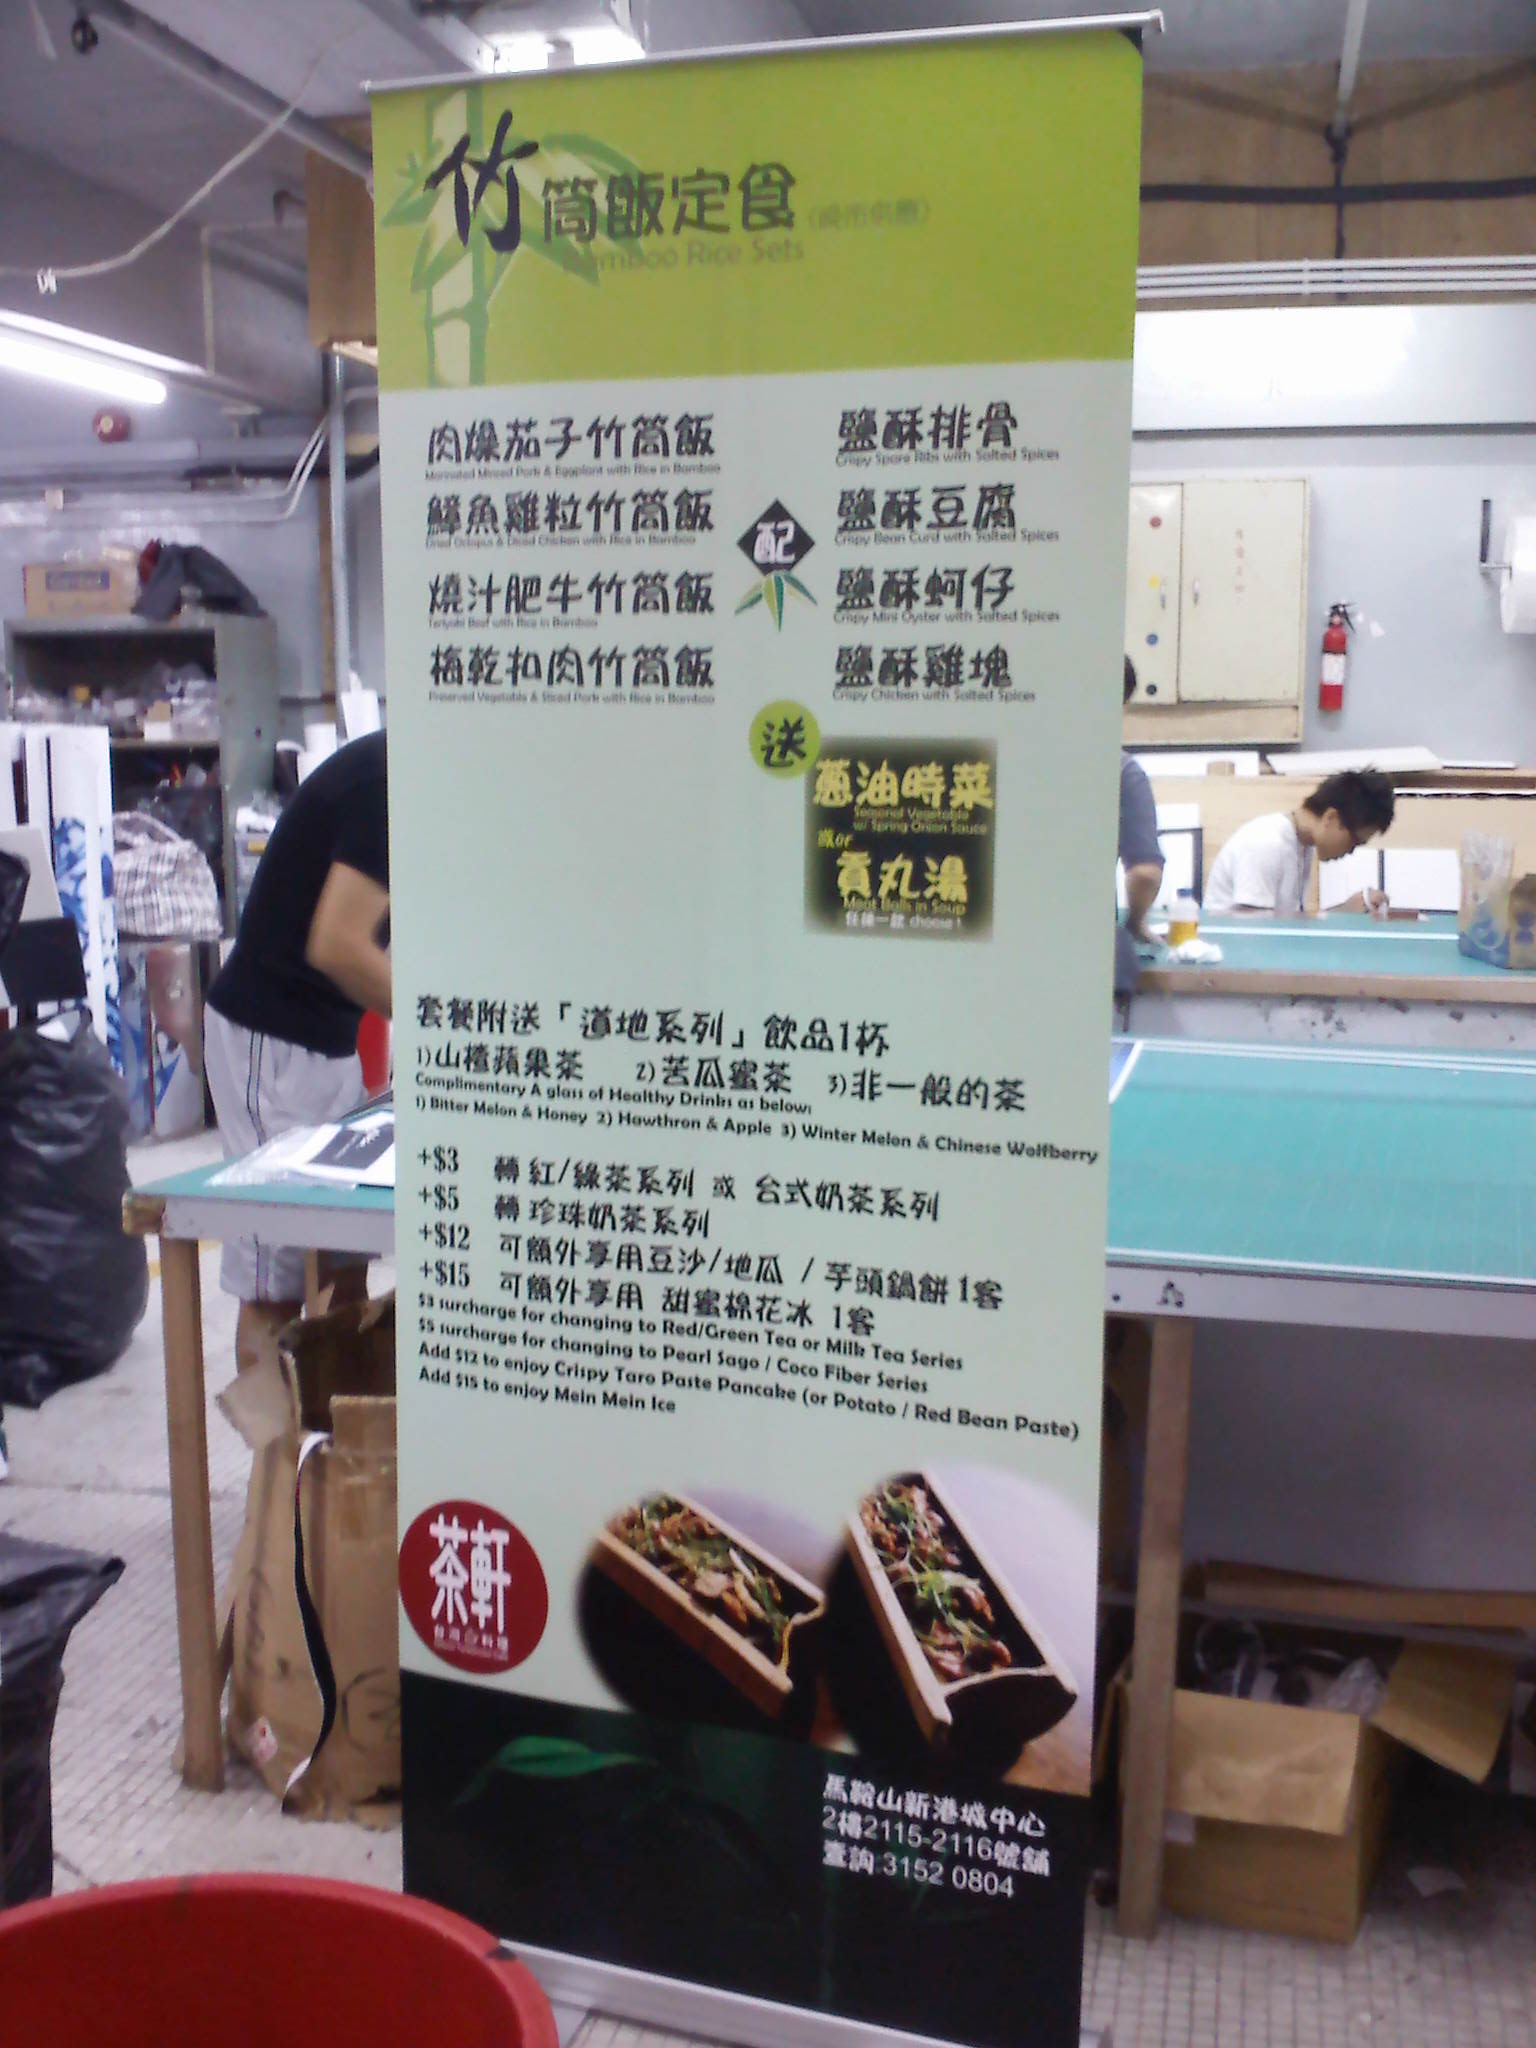 竹筒飯定食 (晚市供應)
Bamboo Rice Sets
肉燥茄子竹筒飯
Marinated Minced Pork & Eggplant with Rice in Bamboo
鱆魚雞粒竹筒飯
Dried Octopus & Diced Chicken with Rice in Bamboo
燒汁肥牛竹筒飯
Teriyaki Beef with Rice in Bamboo
梅乾扣肉竹筒飯
Preserved Vegetable & Sliced Pork with Rice in Bamboo
配
鹽酥排骨
Crispy Spare Ribs with Salted Spices
鹽酥豆腐
Crispy Bean Curd with Salted Spices
鹽酥蚵仔
Crispy Mini Oyster with Salted Spices
鹽酥雞塊
Crispy Chicken with Salted Spices
送
蔥油時菜
Seasonal Vegetable
w/ Spring Onion Sauce
或or
貢丸湯
Meat Balls in Soup
任擇一款 choose 1
套餐附送「道地系列」飲品1杯
1)山楂蘋果茶 2)苦瓜蜜茶 3)非一般的茶
Complimentary A glass of Healthy Drinks as below:
1) Bitter Melon & Honey 2) Hawthron & Apple 3) Winter Melon & Chinese Wolfberry
+$3 轉 紅/綠茶系列 或 台式奶茶系列
+$5 轉 珍珠奶茶系列
+$12 可額外享用豆沙/地瓜 / 芋頭鍋餅 1客
+$15 可額外享用 甜蜜棉花冰 1客
$3 surcharge for changing to Red/Green Tea or Milk Tea Series
$5 surcharge for changing to Pearl Sago / Coco Fiber Series
Add $12 to enjoy Crispy Taro Paste Pancake (or Potato / Red Bean Paste)
Add $15 to enjoy Mein Mein Ice
茶軒
馬鞍山新港城中心
2樓2115-2116號舖
查詢:3152 0804